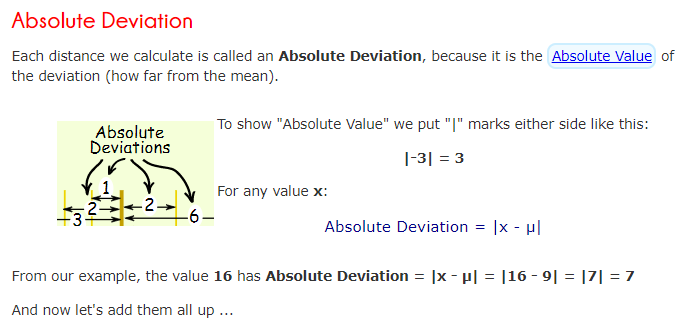 Absolute Deviation
Each distance we calculate is called an Absolute Deviation, because it is the Absolute Value of
the deviation (how far from the mean).
Absolute
Deviations
1
2
2
3
6
To show "Absolute Value" we put "|" marks either side like this:
|-3| = 3
For any value x:
Absolute Deviation = |x - μ|
From our example, the value 16 has Absolute Deviation = |x - μ| = |16 - 9| = |7| = 7
And now let's add them all up ...